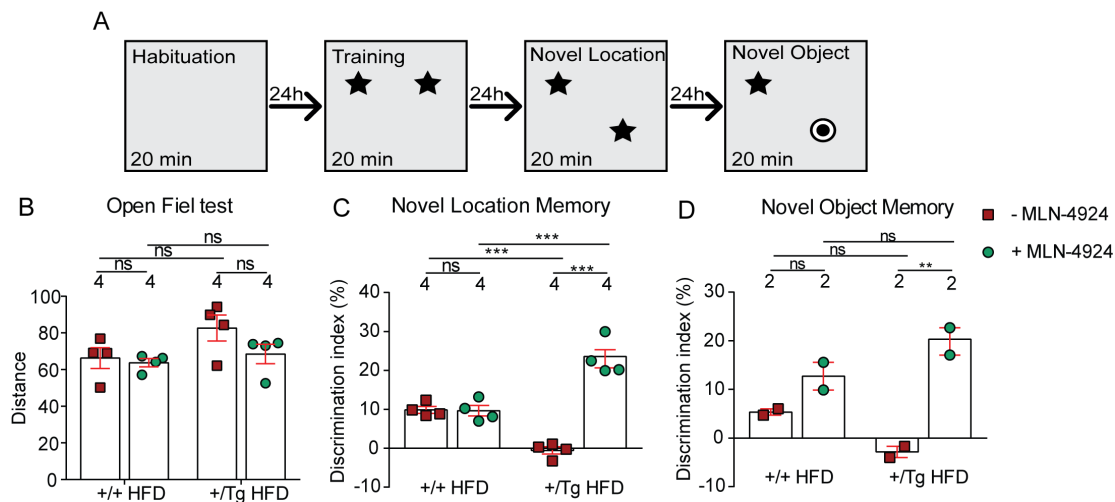 A
Habituation
20 min
24h
Training
20 min
24h
Novel Location
20 min
24h
Novel Object
20 min
B
Open Fiel test
ns
ns
ns ns
4 4 4 4
Distance
100
80
60
40
20
0
+/+ HFD +/Tg HFD
C
Novel Location Memory
***
***
ns ***
4 4 4 4
Discrimination index (%)
40
30
20
10
0
-10
+/+ HFD +/Tg HFD
D
Novel Object Memory
ns
ns
ns **
2 2 2 2
Discrimination index (%)
30
20
10
0
-10
+/+ HFD +/Tg HFD
- MLN-4924
+ MLN-4924